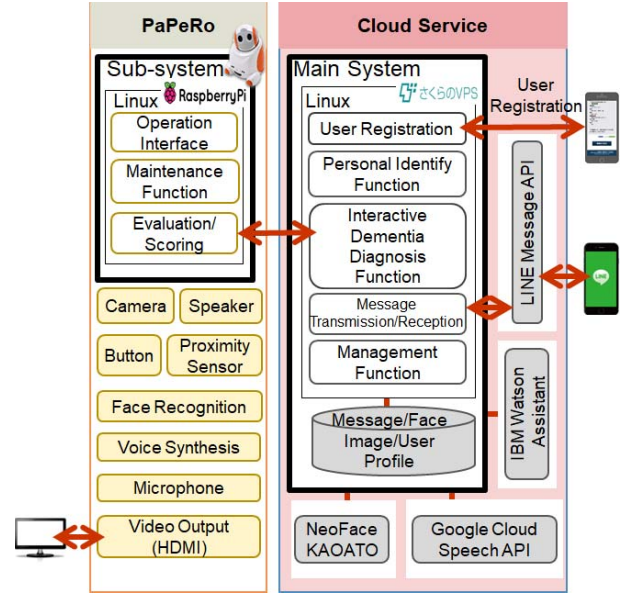 PaPeRo
Sub-system
Linux
RaspberryPi
Operation
Interface
Maintenance
Function
Evaluation/
Scoring
Camera
Speaker
Button
Proximity
Sensor
Face Recognition
Voice Synthesis
Microphone
Video Output
(HDMI)
Cloud Service
Main System
Linux
さくらのVPS
User Registration
Personal Identify
Function
Interactive
Dementia
Diagnosis
Function
Message
Transmission/Reception
Management
Function
Message/Face
Image/User
Profile
NeoFace
KAOATO
Google Cloud
Speech API
User
Registration
LINE Message API
IBM Watson
Assistant
LINE